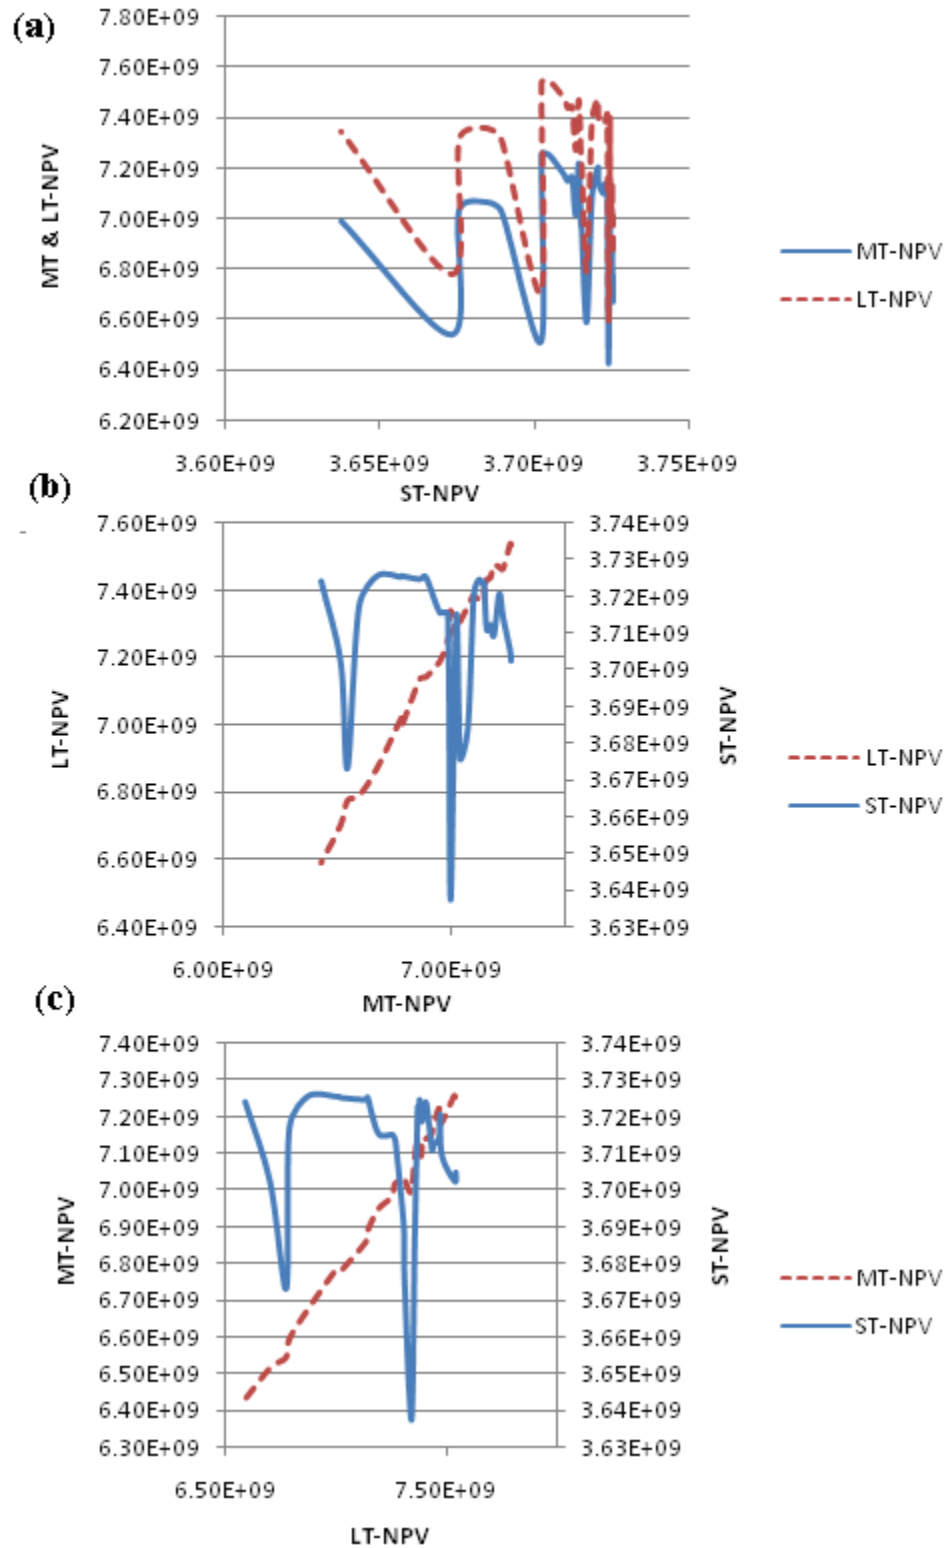 (a)
7.80E+09
7.60E+09
7.40E+09
7.20E+09
7.00E+09
6.80E+09
6.60E+09
6.40E+09
6.20E+09
MT & LT-NPV
3.60E+09 3.65E+09 3.70E+09 3.75E+09
ST-NPV
MT-NPV
LT-NPV
(b)
7.60E+09
7.40E+09
7.20E+09
7.00E+09
6.80E+09
6.60E+09
6.40E+09
LT-NPV
3.74E+09
3.73E+09
3.72E+09
3.71E+09
3.70E+09
3.69E+09
3.68E+09
3.67E+09
3.66E+09
3.65E+09
3.64E+09
3.63E+09
ST-NPV
6.00E+09 7.00E+09
MT-NPV
LT-NPV
ST-NPV
(c)
7.40E+09
7.30E+09
7.20E+09
7.10E+09
7.00E+09
6.90E+09
6.80E+09
6.70E+09
6.60E+09
6.50E+09
6.40E+09
6.30E+09
MT-NPV
3.74E+09
3.73E+09
3.72E+09
3.71E+09
3.70E+09
3.69E+09
3.68E+09
3.67E+09
3.66E+09
3.65E+09
3.64E+09
3.63E+09
ST-NPV
6.50E+09 7.50E+09
LT-NPV
MT-NPV
ST-NPV